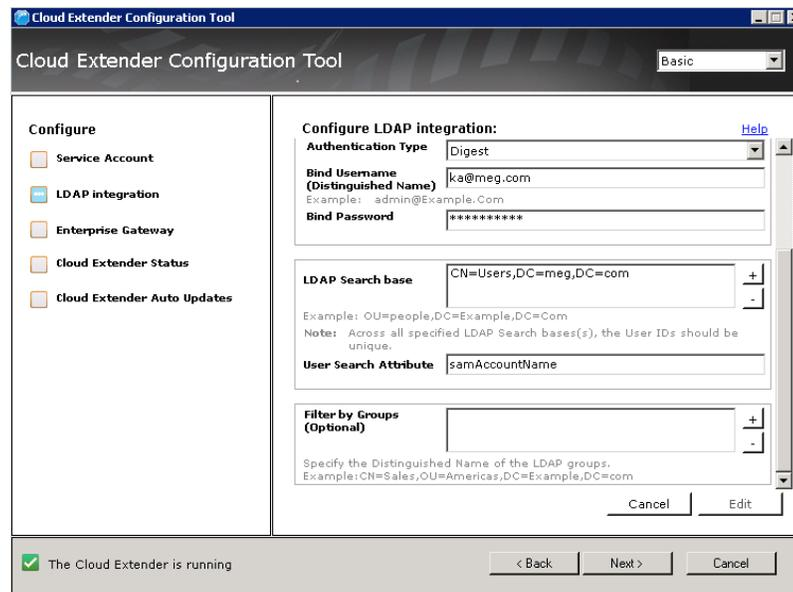 Cloud Extender Configuration Tool
Cloud Extender Configuration Tool
Basic
Configure
Service Account
LDAP integration
Enterprise Gateway
Cloud Extender Status
Cloud Extender Auto Updates
Configure LDAP integration:
Help
Authentication Type
Digest
Bind Username
(Distinguished Name)
ka@meg.com
Example: admin@Example.Com
Bind Password
**********
LDAP Search base
CN=Users,DC=meg,DC=com
+
-
Example: OU=people,DC=Example,DC=Com
Note: Across all specified LDAP Search bases(s), the User IDs should be
unique.
User Search Attribute
samAccountName
Filter by Groups
(Optional)
+
-
Specify the Distinguished Name of the LDAP groups.
Example:CN=Sales,OU=Americas,DC=Example,DC=com
Cancel
Edit
The Cloud Extender is running
< Back
Next >
Cancel